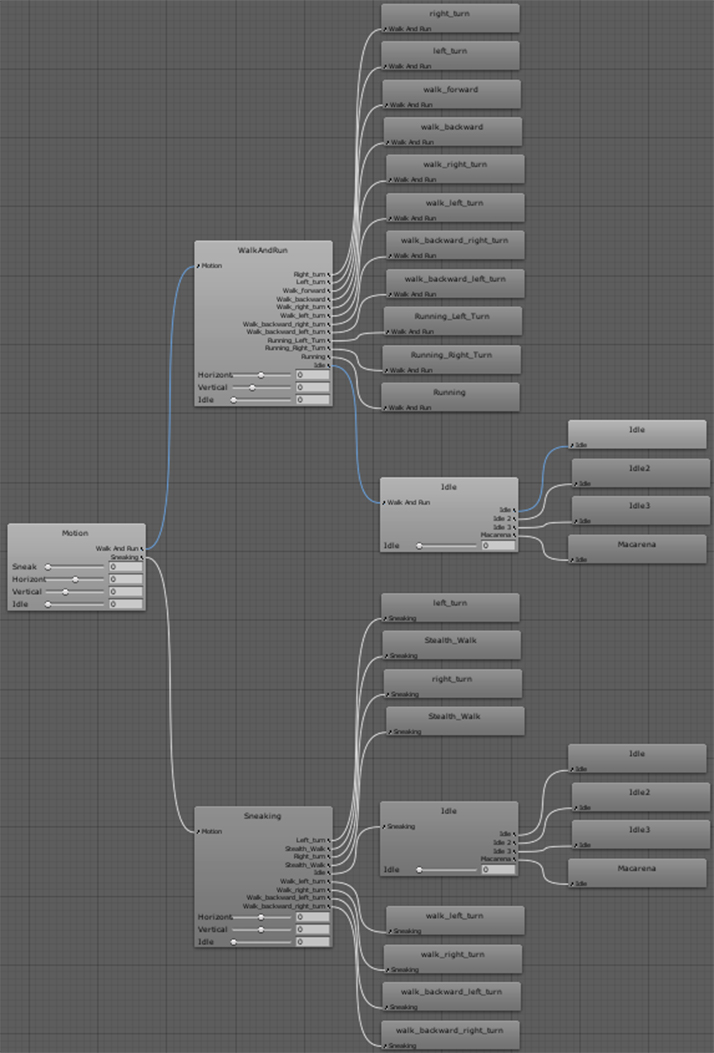 right_turn
Walk And Run
left_turn
Walk And Run
walk_forward
Walk And Run
walk_backward
Walk And Run
walk_right_turn
Walk And Run
walk_left_turn
Walk And Run
walk_backward_right_turn
Walk And Run
walk_backward_left_turn
Walk And Run
Running_Left_Turn
Walk And Run
Running_Right_Turn
Walk And Run
Running
Walk And Run
WalkAndRun
Motion
Right_turn
Left_turn
Walk_forward
Walk_backward
Walk_right_turn
Walk_left_turn
Walk_backward_right_turn
Walk_backward_left_turn
Running_Left_Turn
Running_Right_Turn
Running
Idle
Horizont 0
Vertical 0
Idle 0
Idle
Walk And Run
Idle
Idle 2
Idle 3
Macarena
Idle 0
Idle
Idle
Idle2
Idle
Idle3
Idle
Macarena
Idle
Motion
Walk And Run
Sneaking
Sneak 0
Horizont 0
Vertical 0
Idle 0
left_turn
Sneaking
Stealth_Walk
Sneaking
right_turn
Sneaking
Stealth_Walk
Sneaking
Sneaking
Motion
Left_turn
Stealth_Walk
Right_turn
Stealth_Walk
Idle
Walk_left_turn
Walk_right_turn
Walk_backward_left_turn
Walk_backward_right_turn
Horizont 0
Vertical 0
Idle 0
Idle
Sneaking
Idle
Idle 2
Idle 3
Macarena
Idle 0
Idle
Idle
Idle2
Idle
Idle3
Idle
Macarena
Idle
walk_left_turn
Sneaking
walk_right_turn
Sneaking
walk_backward_left_turn
Sneaking
walk_backward_right_turn
Sneaking